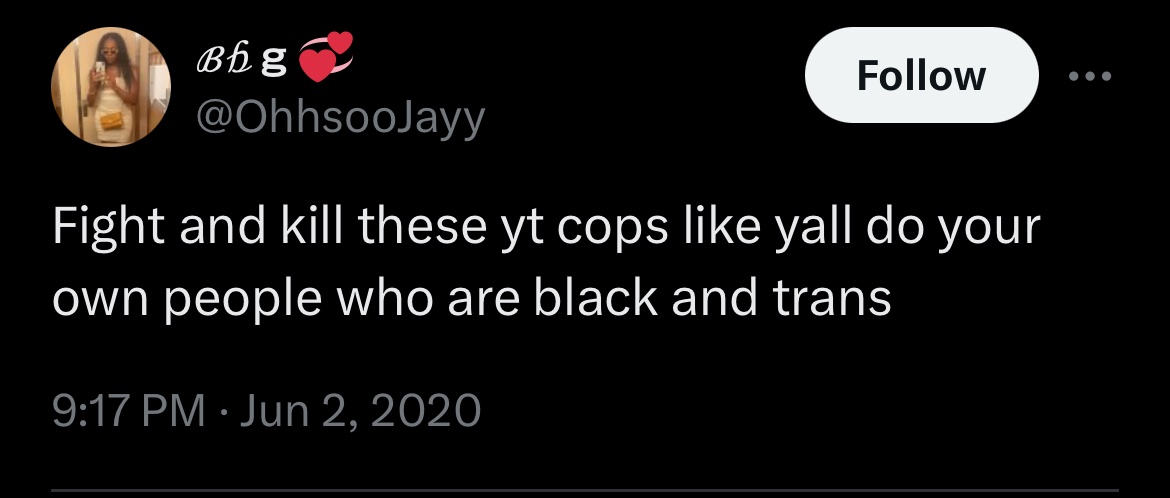 ℬℏ g 💞
@OhhsooJayy
Follow
Fight and kill these yt cops like yall do your
own people who are black and trans
9:17 PM · Jun 2, 2020